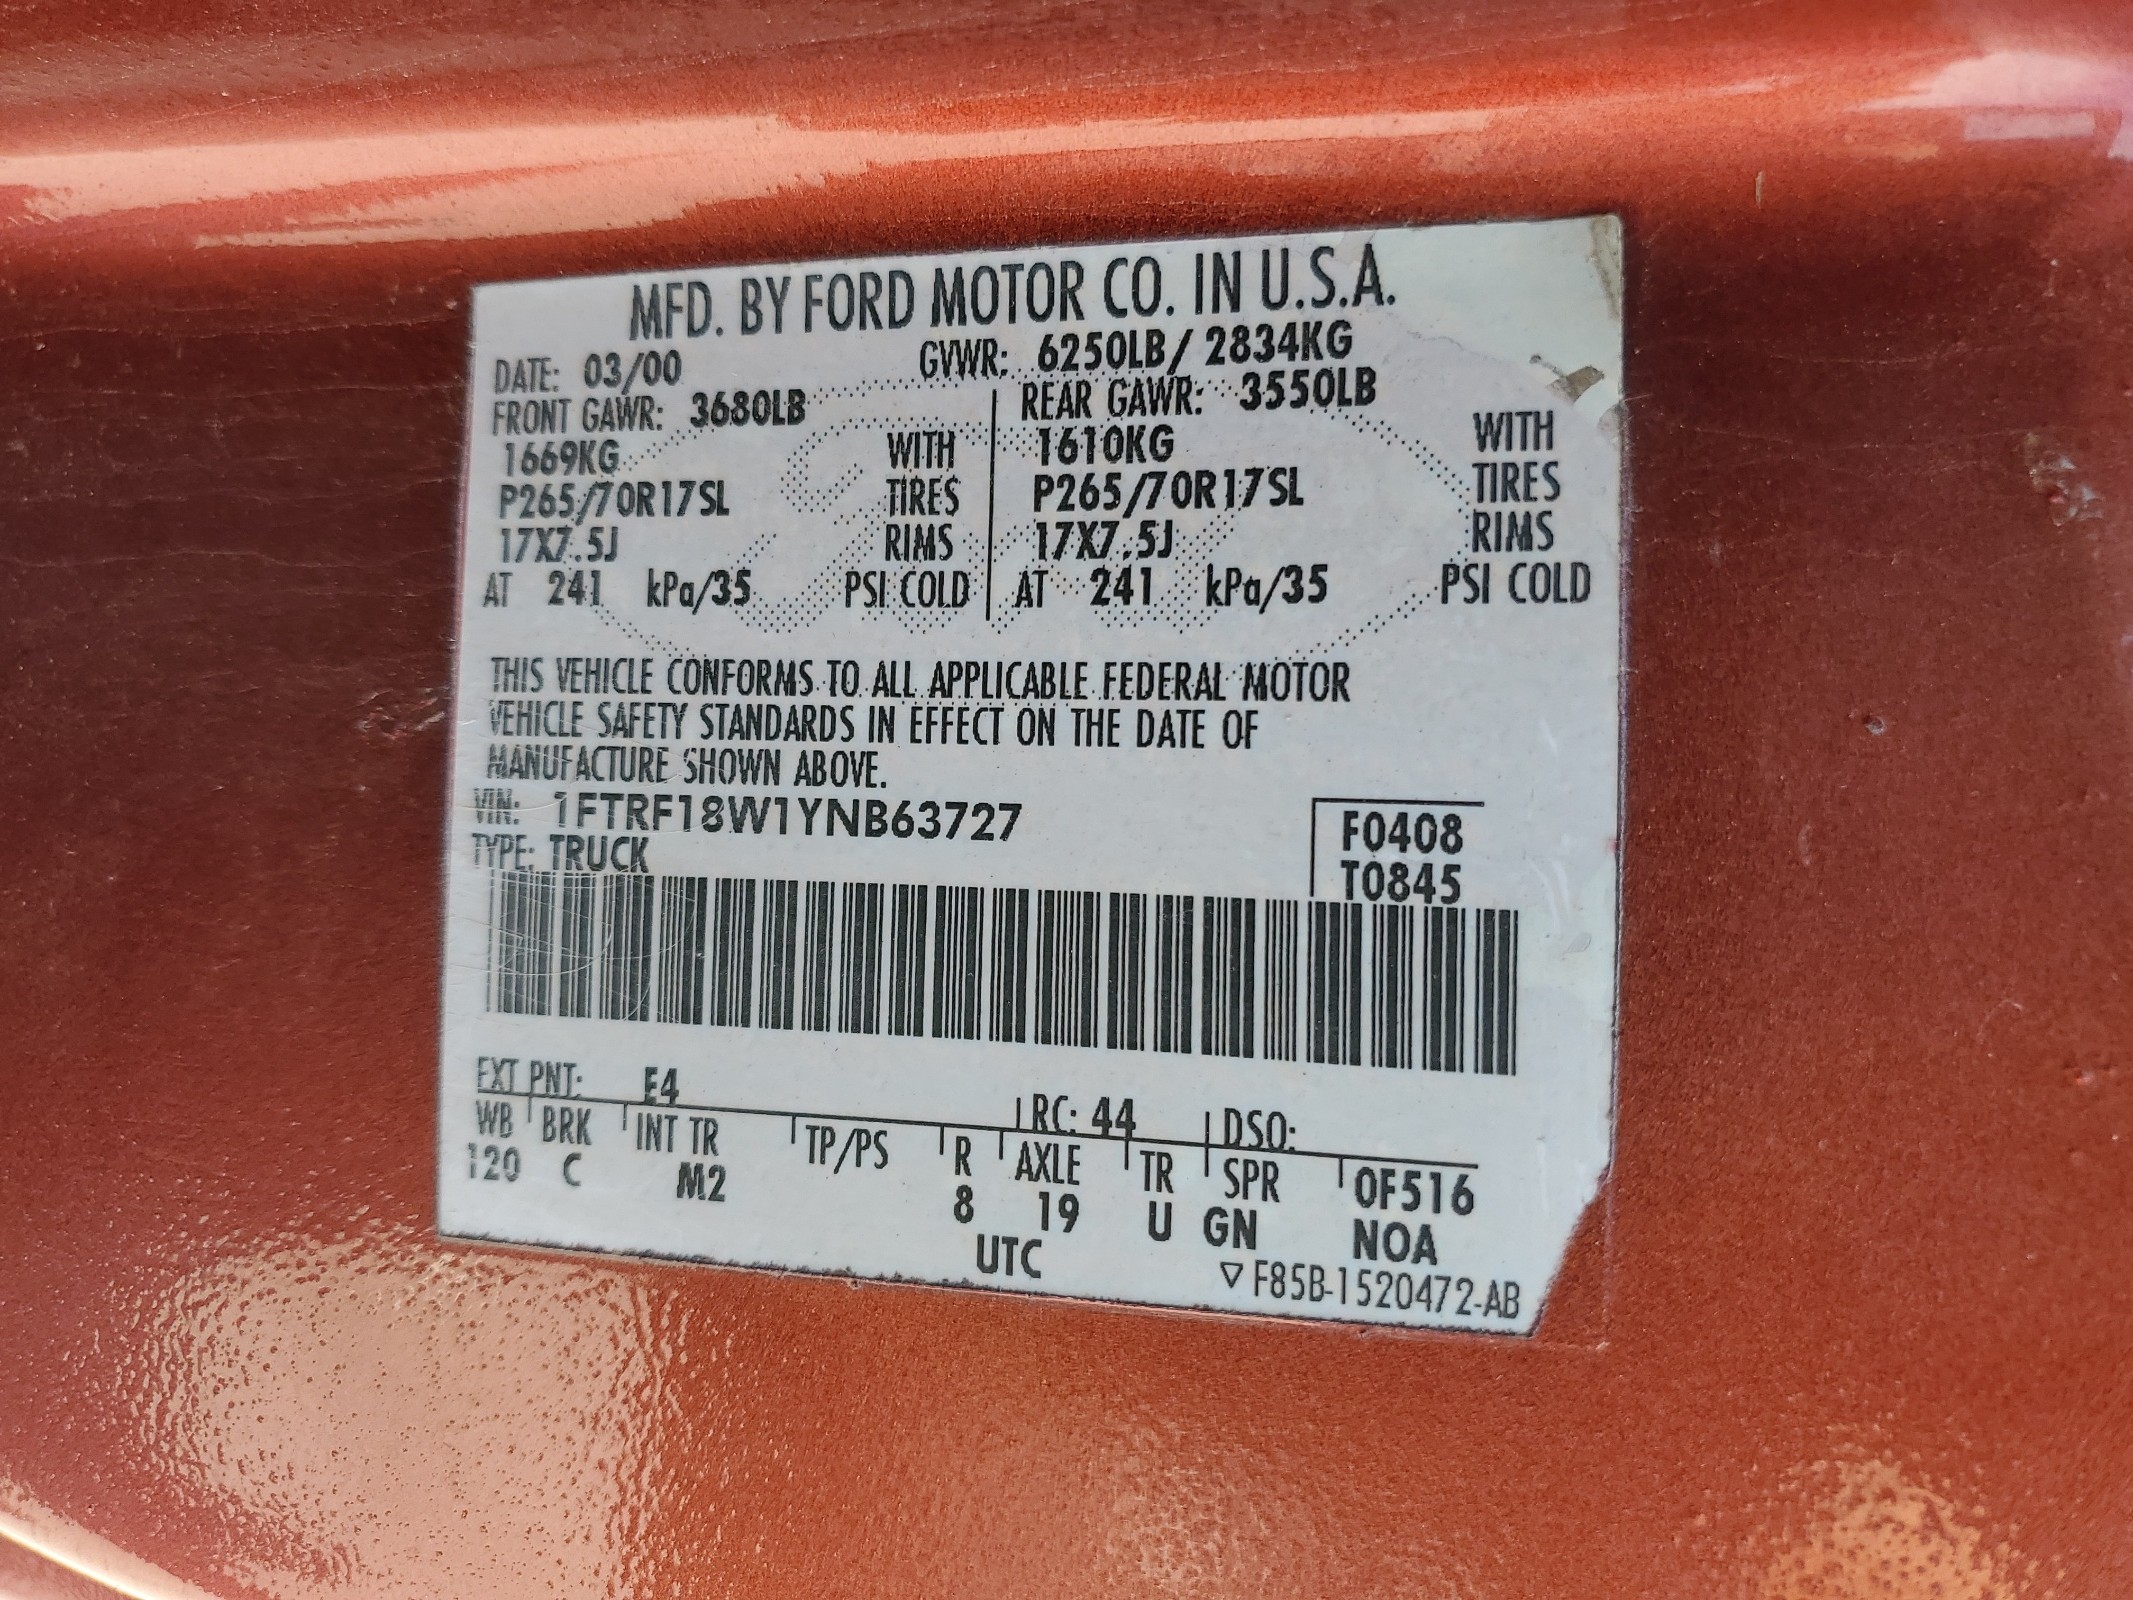 MFD. BY FORD MOTOR CO. IN U.S.A.
DATE: 03/00 GVWR: 6250LB/ 2834KG
FRONT GAWR: 3680LB REAR GAWR: 3550LB
1669KG WITH 1610KG WITH
P265/70R17SL TIRES P265/70R17SL TIRES
17X7.5J RIMS 17X7.5J RIMS
AT 241 kPa/35 PSI COLD AT 241 kPa/35 PSI COLD
THIS VEHICLE CONFORMS TO ALL APPLICABLE FEDERAL MOTOR
VEHICLE SAFETY STANDARDS IN EFFECT ON THE DATE OF
MANUFACTURE SHOWN ABOVE.
VIN: 1FTRF18W1YNB63727 F0408
TYPE: TRUCK T0845
EXT PNT: E4 RC: 44 DSO:
WB BRK INT TR TP/PS R AXLE TR SPR 0F516
120 C M2 8 19 U GN NOA
UTC
▽ F85B-1520472-AB